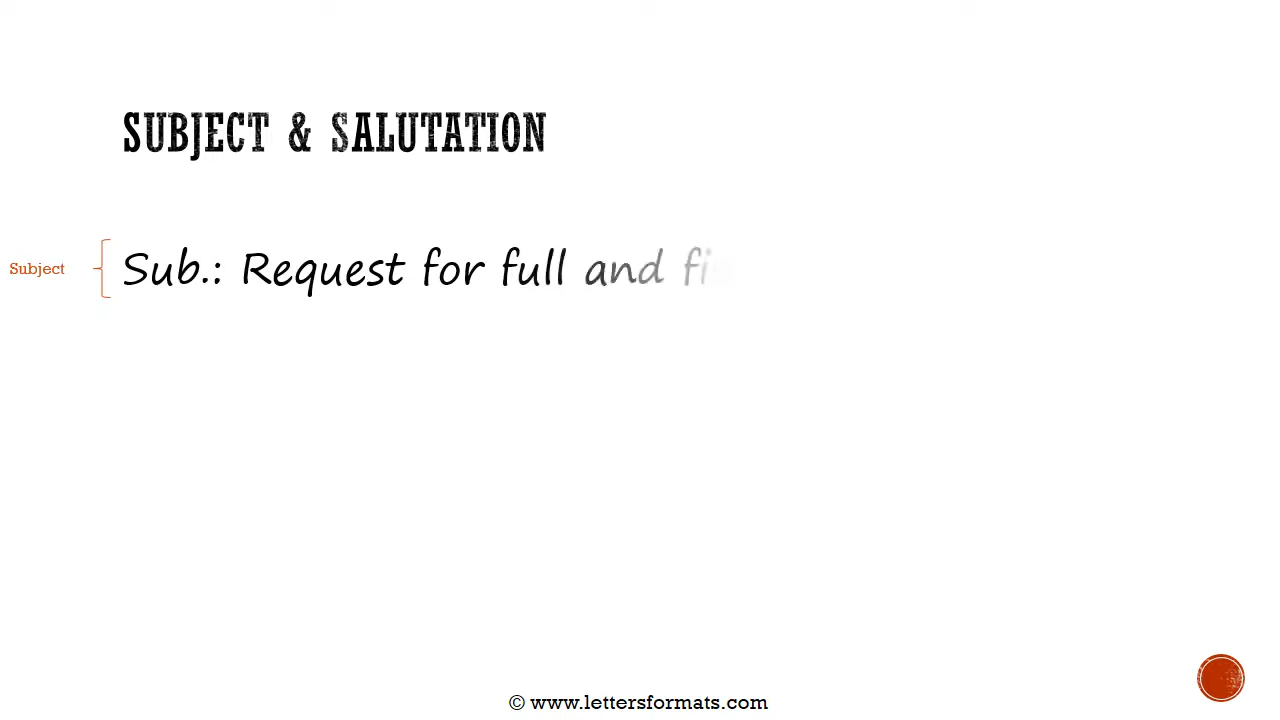 SUBJECT & SALUTATION
Subject
Sub.: Request for full and
© www.lettersformats.com